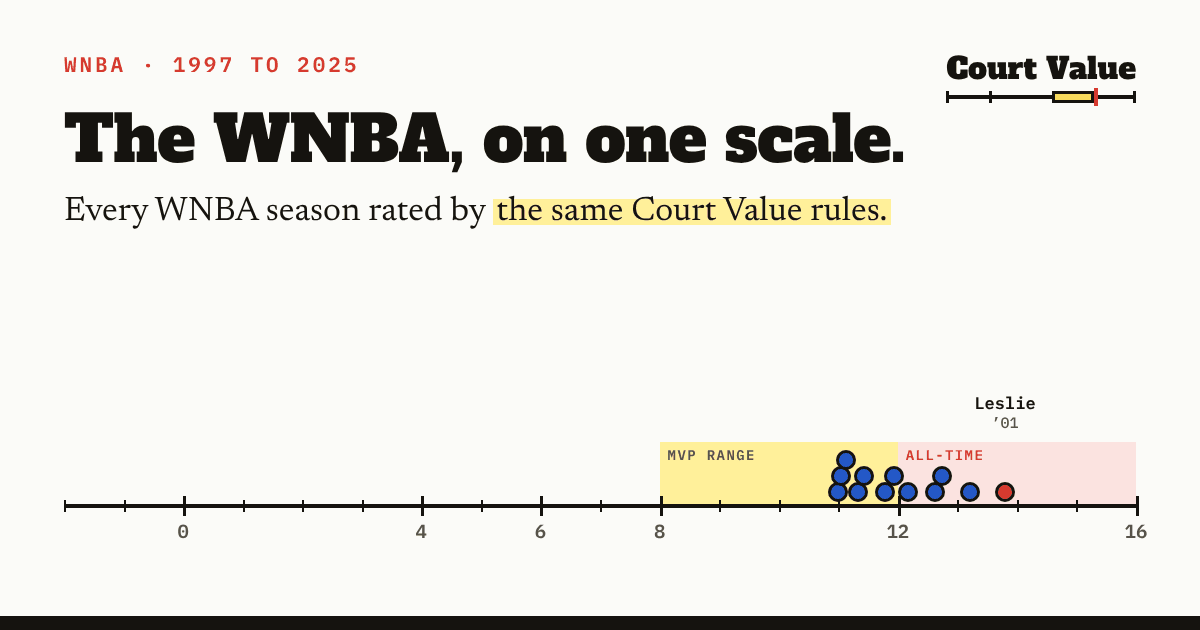 WNBA · 1997 TO 2025
Court Value
The WNBA, on one scale.
Every WNBA season rated by the same Court Value rules.
Leslie
’01
MVP RANGE
ALL-TIME
0 4 6 8 12 16